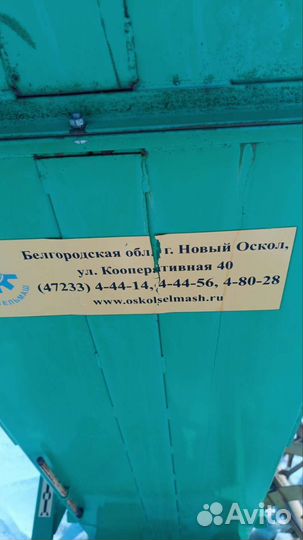 Белгородская обл. г. Новый Оскол,
ул. Кооперативная 40
(47233) 4-44-14, 4-44-56, 4-80-28
www.oskolselmash.ru
Avito